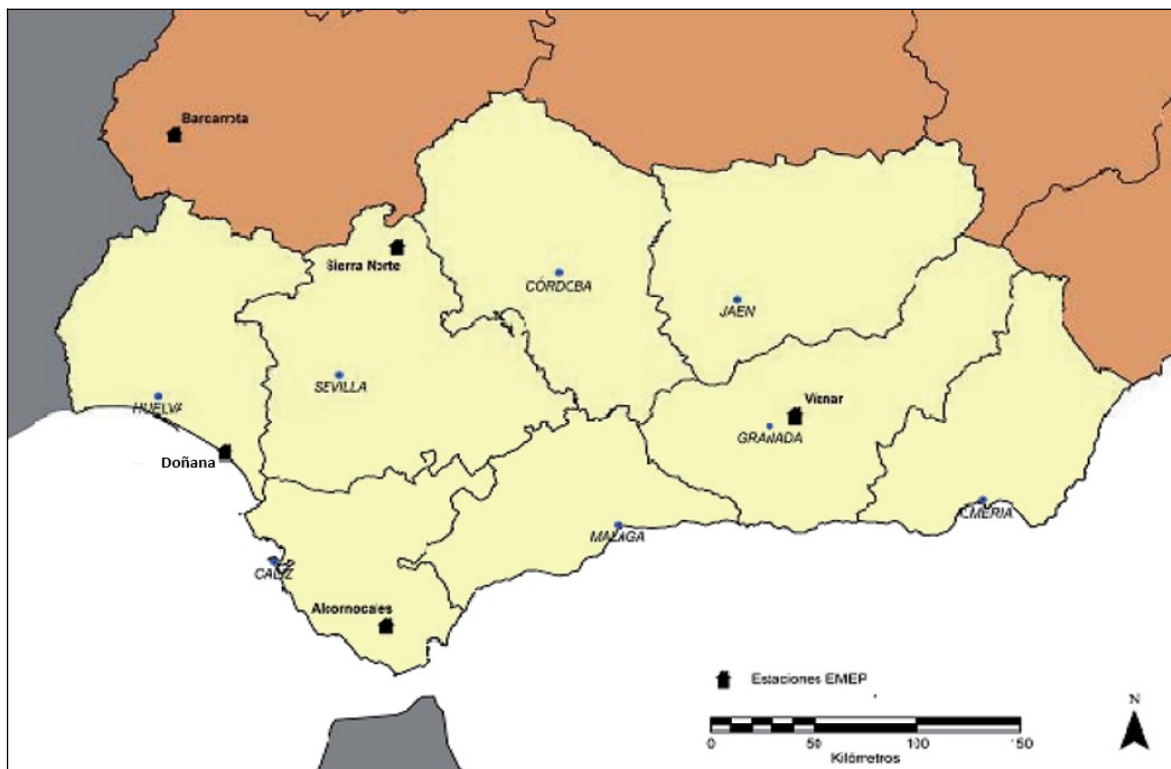 Barcarrota
Sierra Norte
CÓRDOBA
JAEN
SEVILLA
HUELVA
Viznar
GRANADA
Doñana
ALMERIA
MALAGA
CADIZ
Alcornocales
Estaciones EMEP
N
0 50 100 150
Kilómetros